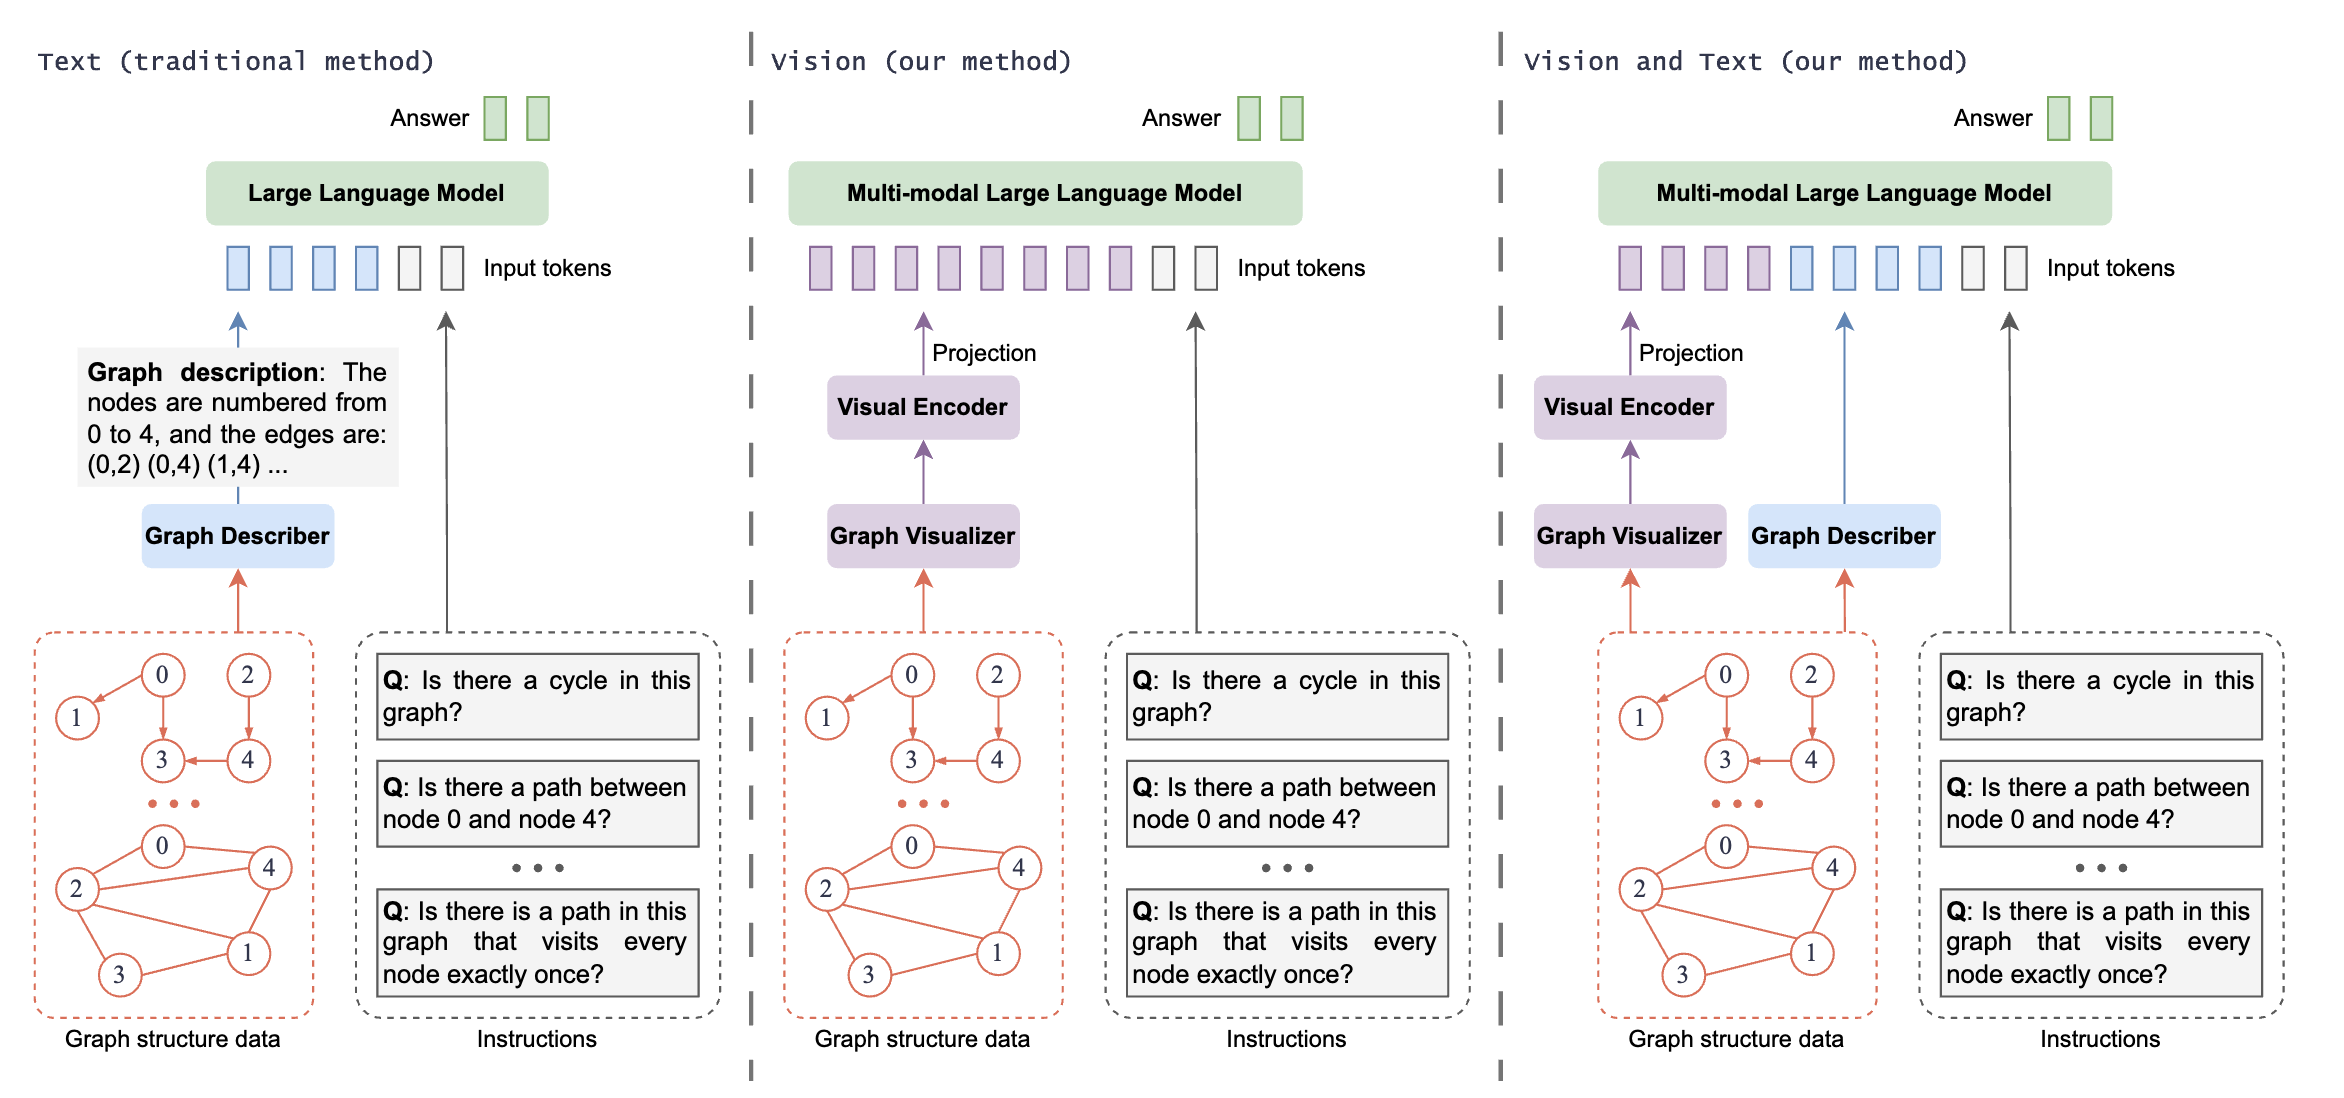 Text (traditional method)
Answer
Large Language Model
Input tokens
Graph description: The
nodes are numbered from
0 to 4, and the edges are:
(0,2) (0,4) (1,4) ...
Graph Describer
0
2
1
3
4
0
4
2
1
3
Graph structure data
Q: Is there a cycle in this
graph?
Q: Is there a path between
node 0 and node 4?
Q: Is there is a path in this
graph that visits every
node exactly once?
Instructions
Vision (our method)
Answer
Multi-modal Large Language Model
Input tokens
Projection
Visual Encoder
Graph Visualizer
0
2
1
3
4
0
4
2
1
3
Graph structure data
Q: Is there a cycle in this
graph?
Q: Is there a path between
node 0 and node 4?
Q: Is there is a path in this
graph that visits every
node exactly once?
Instructions
Vision and Text (our method)
Answer
Multi-modal Large Language Model
Input tokens
Projection
Visual Encoder
Graph Visualizer
Graph Describer
0
2
1
3
4
0
4
2
1
3
Graph structure data
Q: Is there a cycle in this
graph?
Q: Is there a path between
node 0 and node 4?
Q: Is there is a path in this
graph that visits every
node exactly once?
Instructions